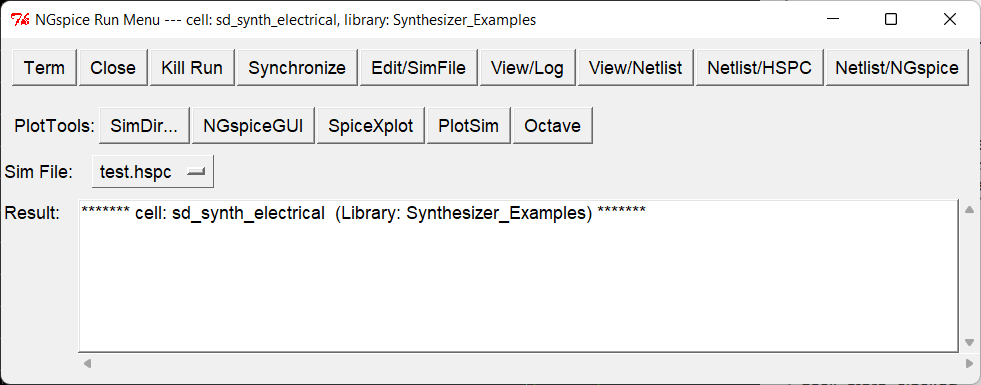 NGspice Run Menu --- cell: sd_synth_electrical, library: Synthesizer_Examples
Term Close Kill Run Synchronize Edit/SimFile View/Log View/Netlist Netlist/HSPC Netlist/NGspice
PlotTools: SimDir... NGspiceGUI SpiceXplot PlotSim Octave
Sim File: test.hspc
Result: ******* cell: sd_synth_electrical  (Library: Synthesizer_Examples) *******